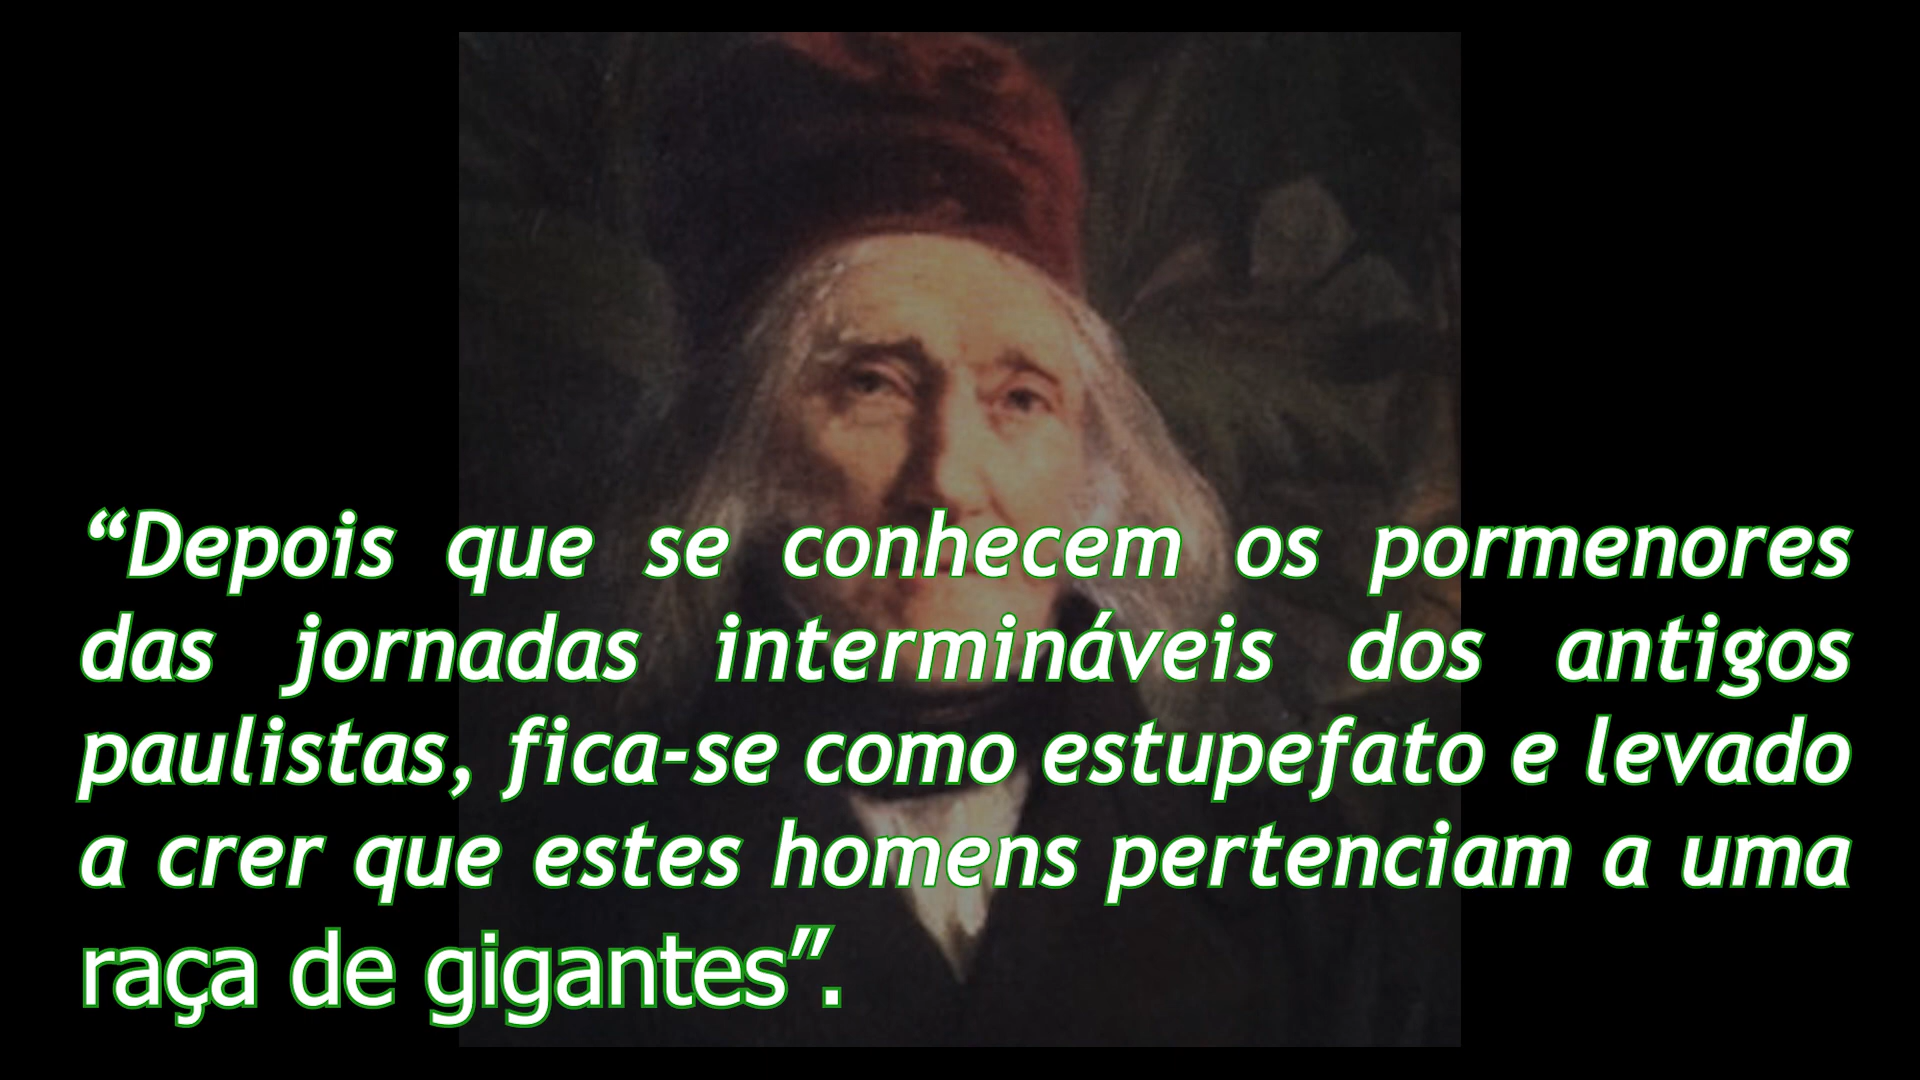 “Depois que se conhecem os pormenores
das jornadas intermináveis dos antigos
paulistas, fica-se como estupefato e levado
a crer que estes homens pertenciam a uma
raça de gigantes”.